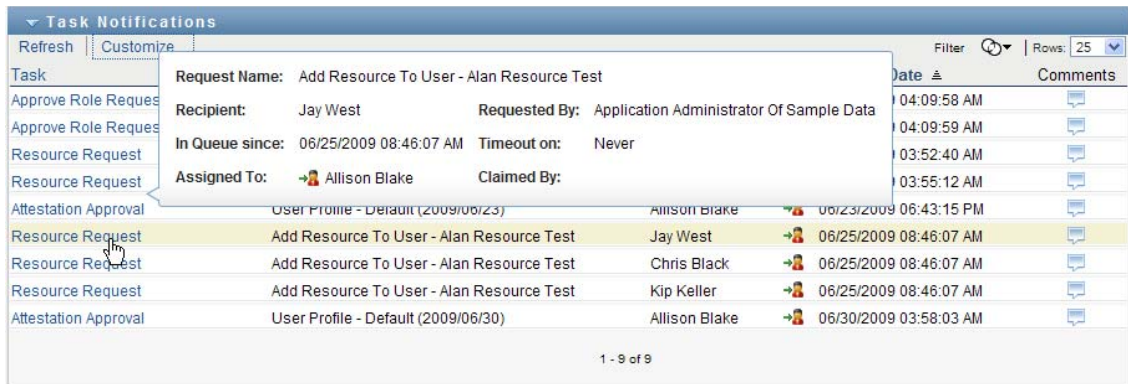 Task Notifications
Refresh Customize Filter Rows: 25
Task Date Comments
Request Name: Add Resource To User - Alan Resource Test
Recipient: Jay West Requested By: Application Administrator Of Sample Data
In Queue since: 06/25/2009 08:46:07 AM Timeout on: Never
Assigned To: Allison Blake Claimed By:
Approve Role Reques 04:09:58 AM
Approve Role Reques 04:09:59 AM
Resource Request 03:52:40 AM
Resource Request 03:55:12 AM
Attestation Approval User Profile - Default (2009/06/23) Allison Blake 06/23/2009 06:43:15 PM
Resource Request Add Resource To User - Alan Resource Test Jay West 06/25/2009 08:46:07 AM
Resource Request Add Resource To User - Alan Resource Test Chris Black 06/25/2009 08:46:07 AM
Resource Request Add Resource To User - Alan Resource Test Kip Keller 06/25/2009 08:46:07 AM
Attestation Approval User Profile - Default (2009/06/30) Allison Blake 06/30/2009 03:58:03 AM
1 - 9 of 9